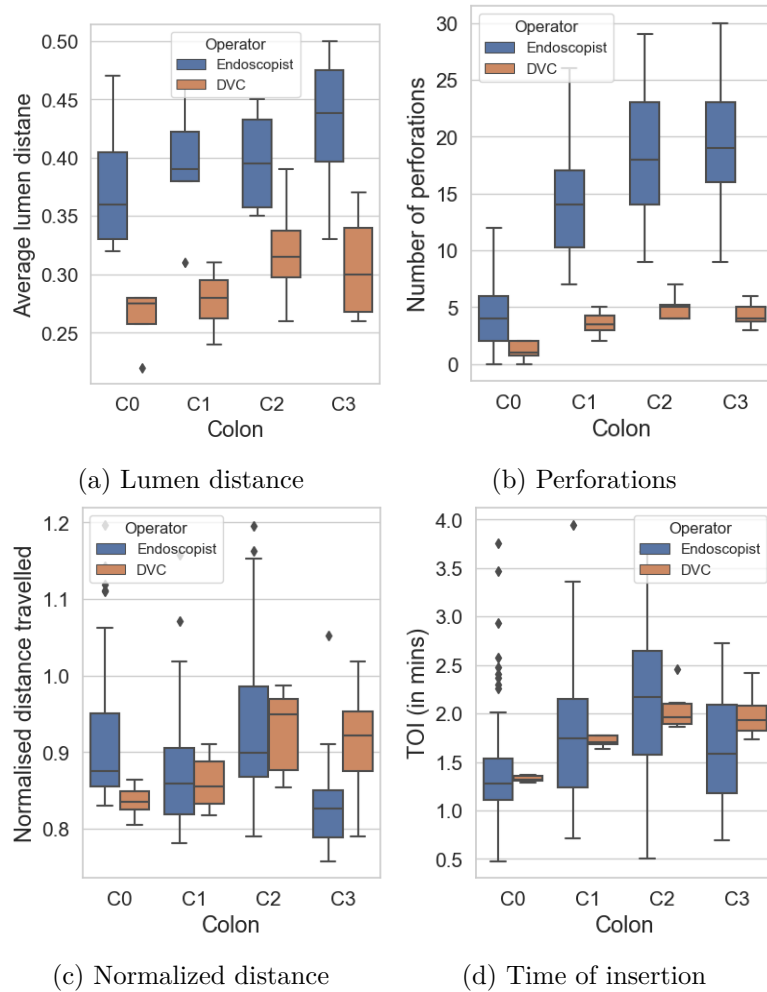 Operator
Endoscopist
DVC
0.50
0.45
0.40
0.35
0.30
0.25
Average lumen distane
C0 C1 C2 C3
Colon
(a) Lumen distance
Operator
Endoscopist
DVC
30
25
20
15
10
5
0
Number of perforations
C0 C1 C2 C3
Colon
(b) Perforations
Operator
Endoscopist
DVC
1.2
1.1
1.0
0.9
0.8
Normalised distance travelled
C0 C1 C2 C3
Colon
(c) Normalized distance
Operator
Endoscopist
DVC
4.0
3.5
3.0
2.5
2.0
1.5
1.0
0.5
TOI (in mins)
C0 C1 C2 C3
Colon
(d) Time of insertion